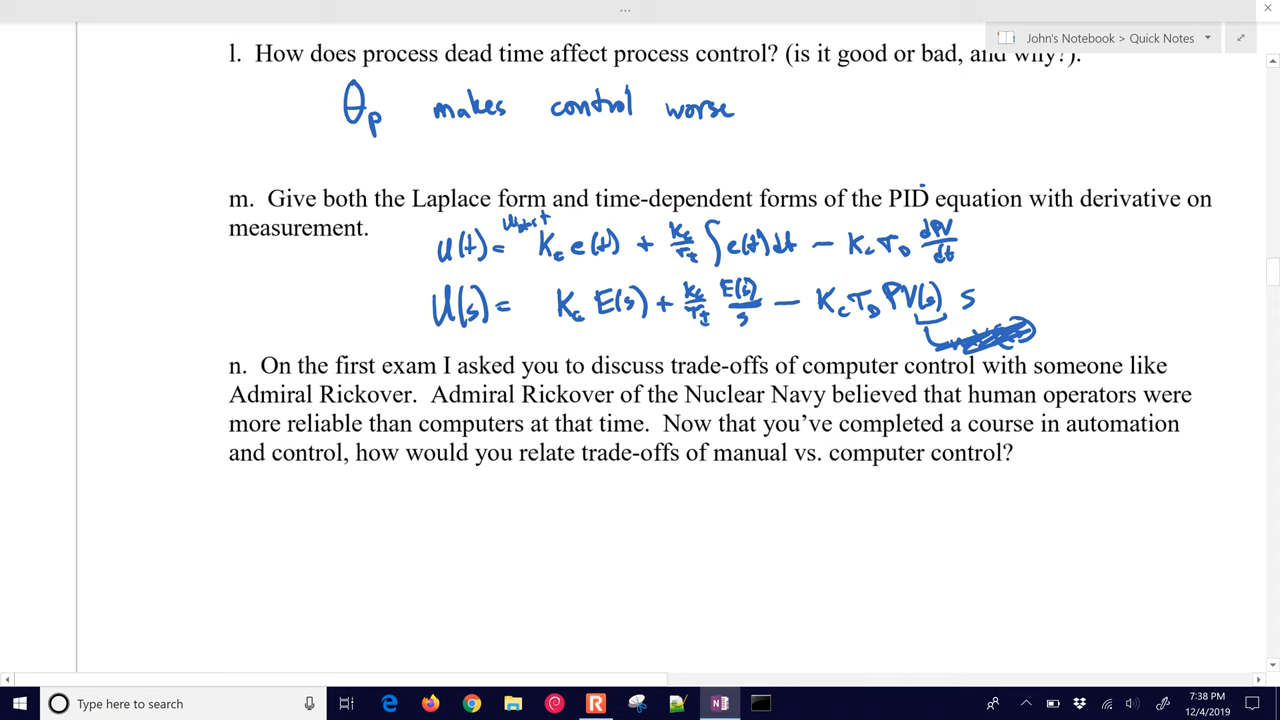 John's Notebook > Quick Notes
l. How does process dead time affect process control? (is it good or bad, and why?).
θp makes control worse
m. Give both the Laplace form and time-dependent forms of the PID equation with derivative on
measurement.
u(t) = Kc e(t) + Kc/τI ∫ e(t) dt − Kc τD dPV/dt
U(s) = Kc E(s) + Kc/τI E(s)/s − Kc τD PV(s) s
n. On the first exam I asked you to discuss trade-offs of computer control with someone like
Admiral Rickover. Admiral Rickover of the Nuclear Navy believed that human operators were
more reliable than computers at that time. Now that you've completed a course in automation
and control, how would you relate trade-offs of manual vs. computer control?
Type here to search
7:38 PM
12/4/2019